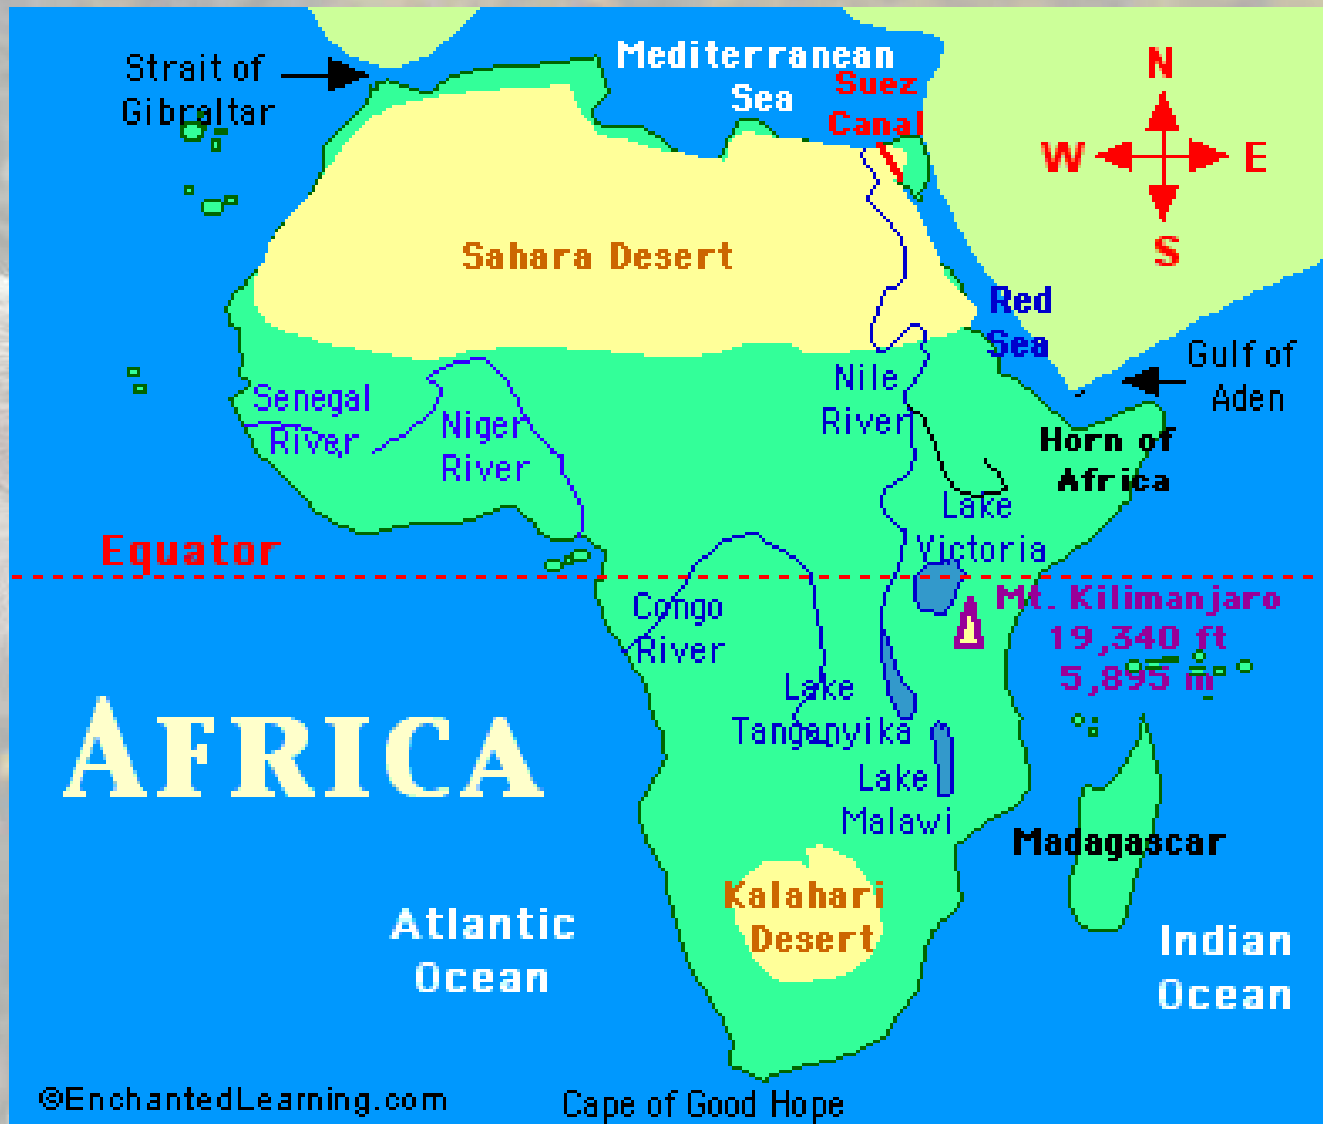 Strait of
Gibraltar
Mediterranean
Sea
Suez
Canal
N
W
E
S
Sahara Desert
Red
Sea
Gulf of
Aden
Nile
River
Senegal
River
Niger
River
Horn of
Africa
Lake
Victoria
Equator
Mt. Kilimanjaro
19,340 ft
5,895 m
Congo
River
Lake
Tanganyika
AFRICA
Lake
Malawi
Madagascar
Kalahari
Desert
Atlantic
Ocean
Indian
Ocean
©EnchantedLearning.com
Cape of Good Hope